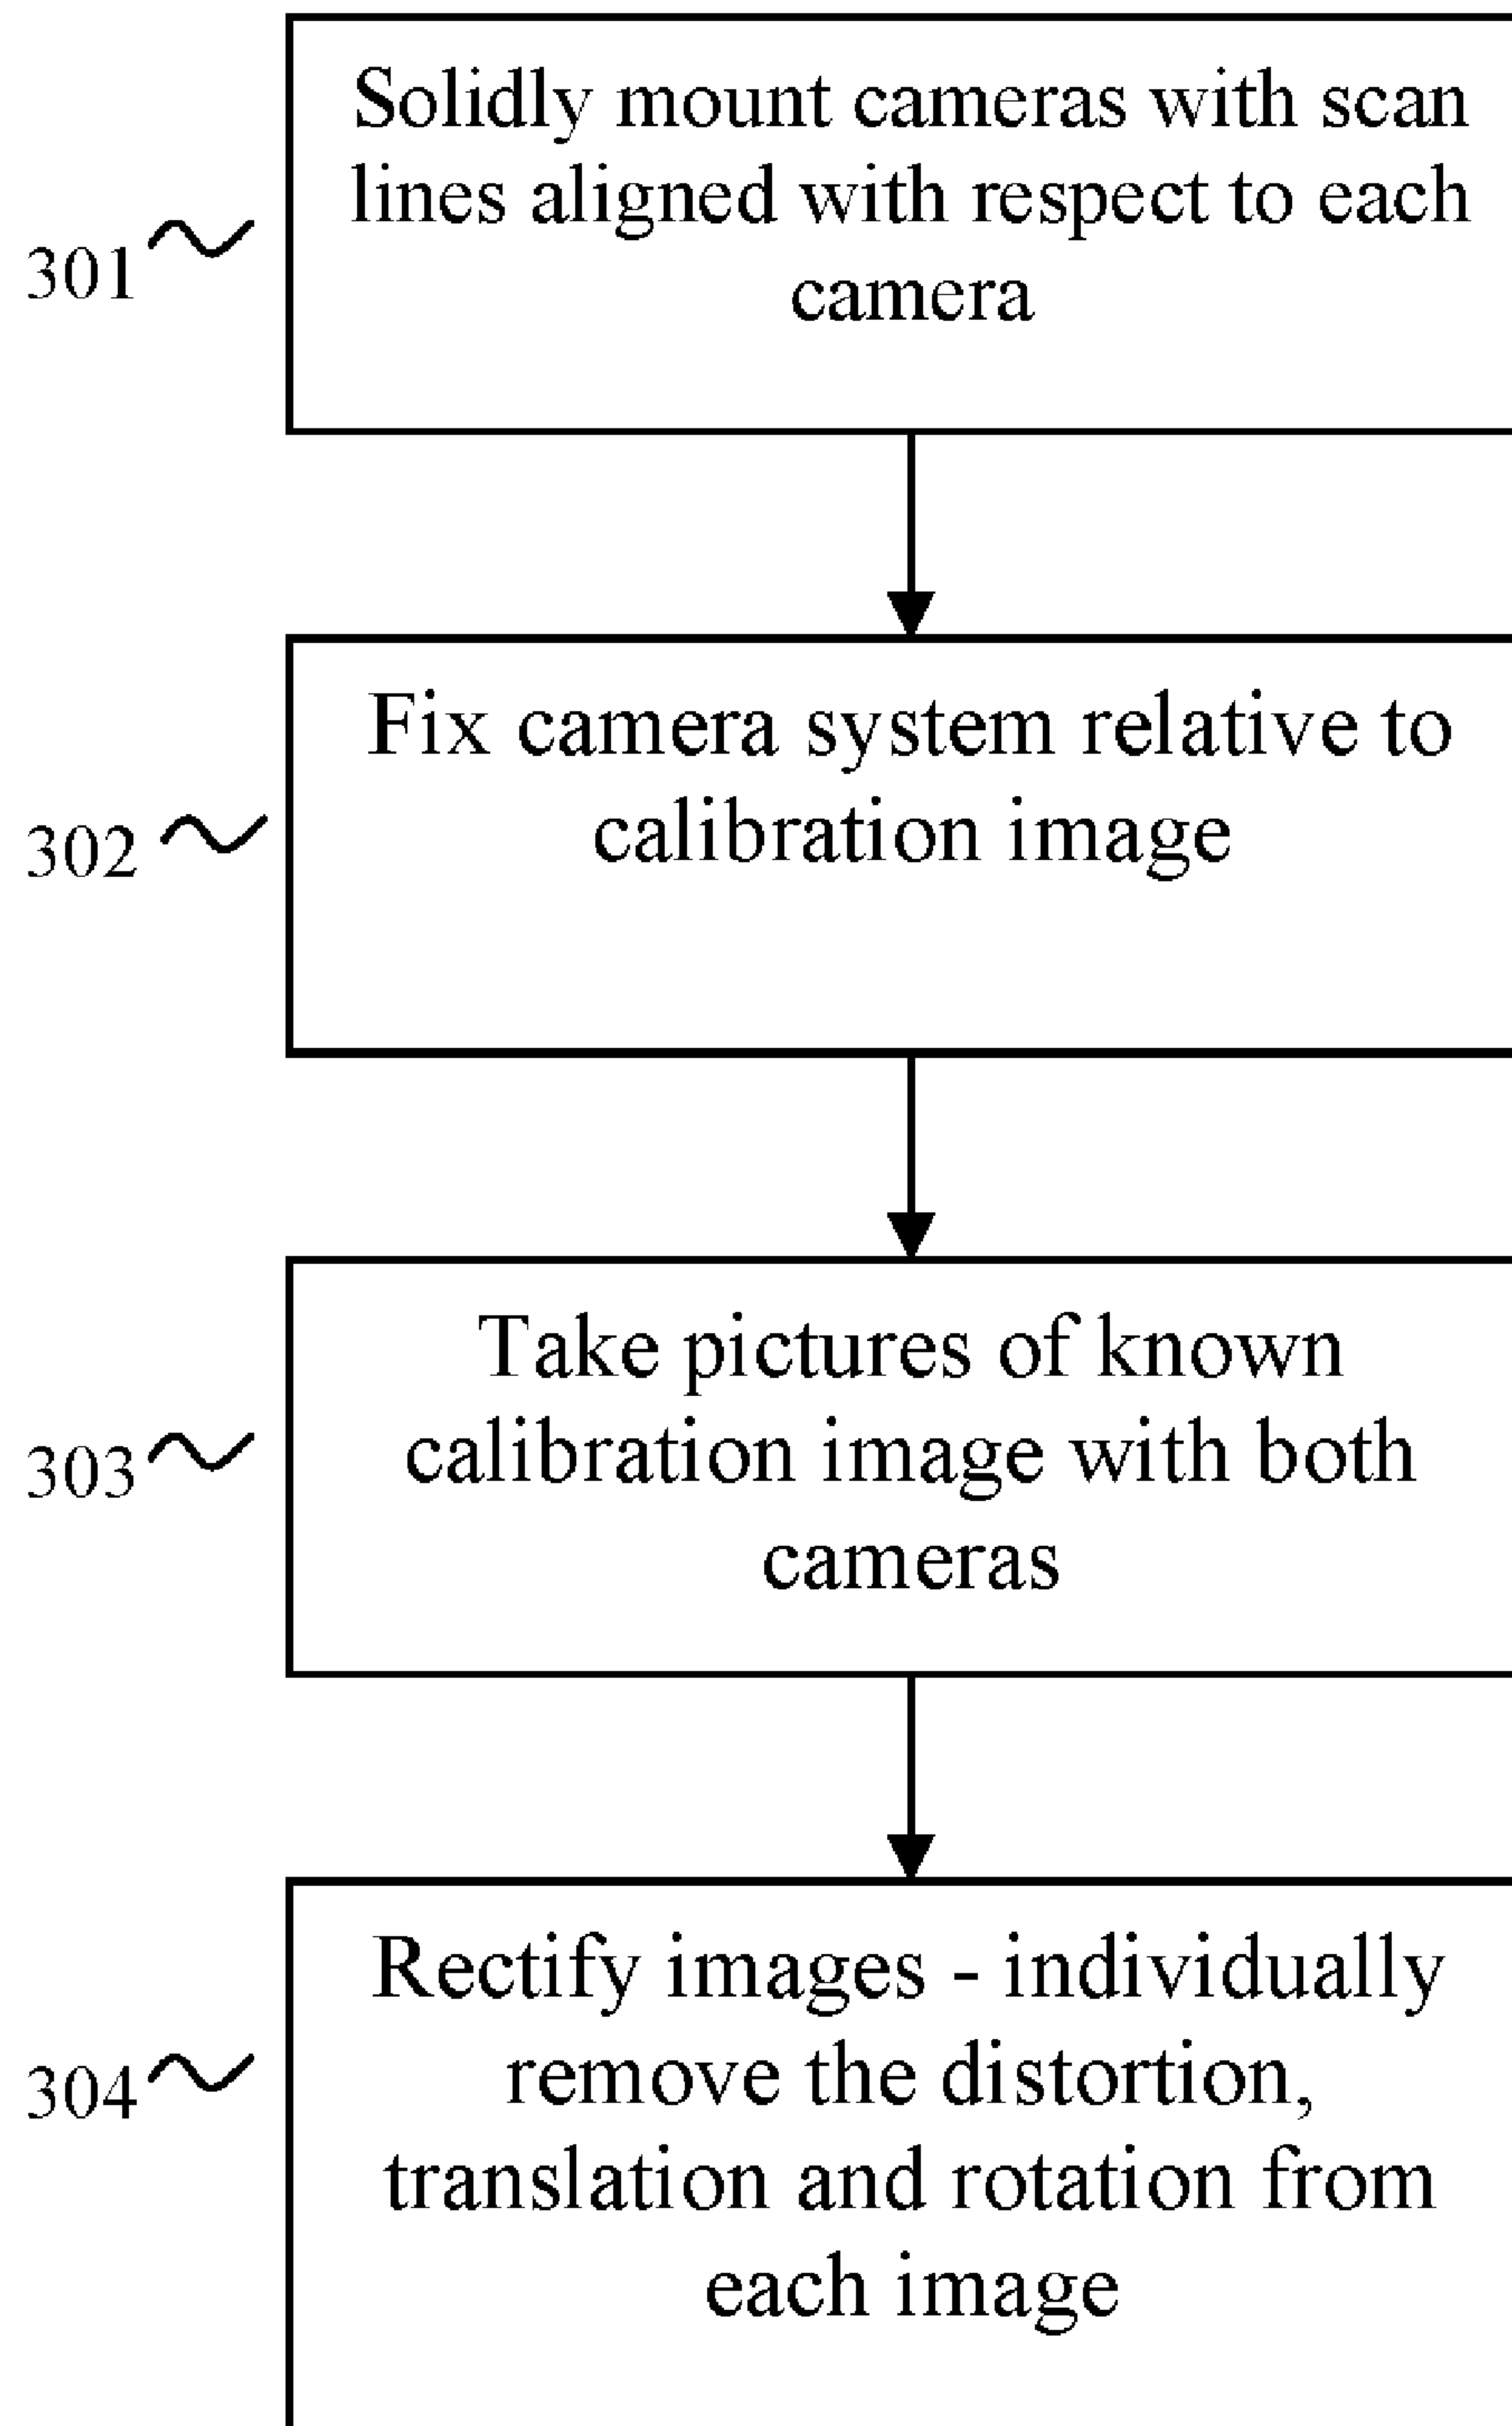 Solidly mount cameras with scan
lines aligned with respect to each
camera
301
Fix camera system relative to
calibration image
302
Take pictures of known
calibration image with both
cameras
303
Rectify images - individually
remove the distortion,
translation and rotation from
each image
304